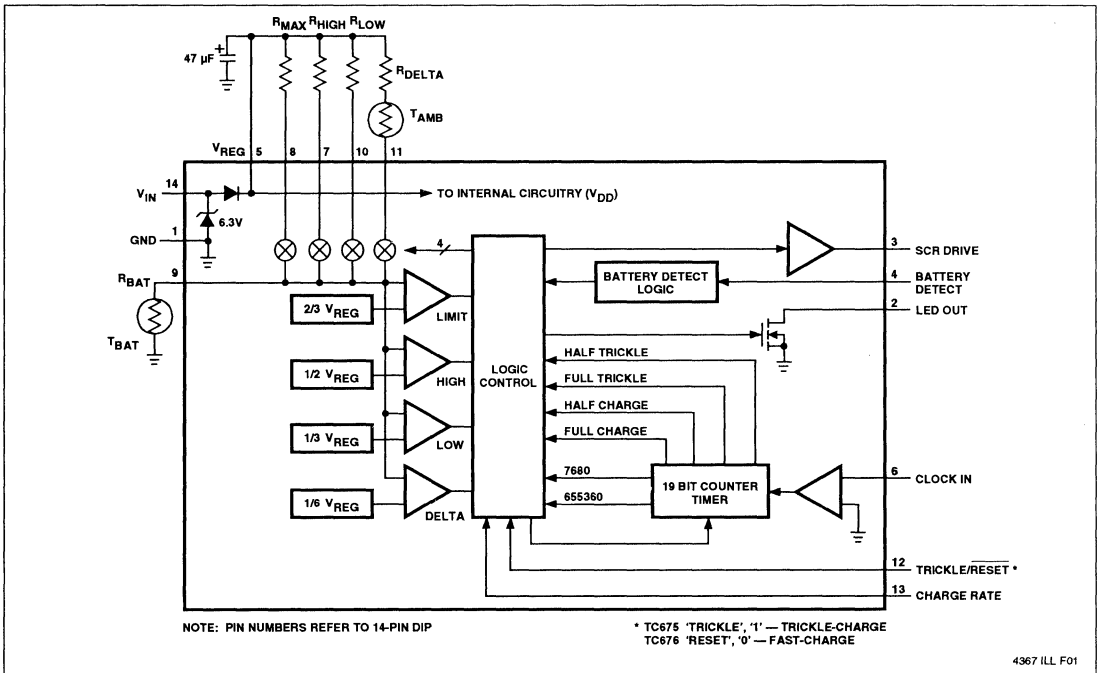 RMAX RHIGH RLOW
47 µF
+
RDELTA
TAMB
VREG 5 8 7 10 11
VIN 14
TO INTERNAL CIRCUITRY (VDD)
6.3V
GND 1
4
3 SCR DRIVE
RBAT 9
BATTERY DETECT
LOGIC
4 BATTERY
DETECT
2 LED OUT
2/3 VREG
LIMIT
TBAT
1/2 VREG
HIGH
LOGIC
CONTROL
HALF TRICKLE
FULL TRICKLE
HALF CHARGE
FULL CHARGE
1/3 VREG
LOW
7680
655360
19 BIT COUNTER
TIMER
6 CLOCK IN
1/6 VREG
DELTA
12 TRICKLE/RESET *
13 CHARGE RATE
NOTE: PIN NUMBERS REFER TO 14-PIN DIP
* TC675 'TRICKLE', '1' — TRICKLE-CHARGE
TC676 'RESET', '0' — FAST-CHARGE
4367 ILL F01